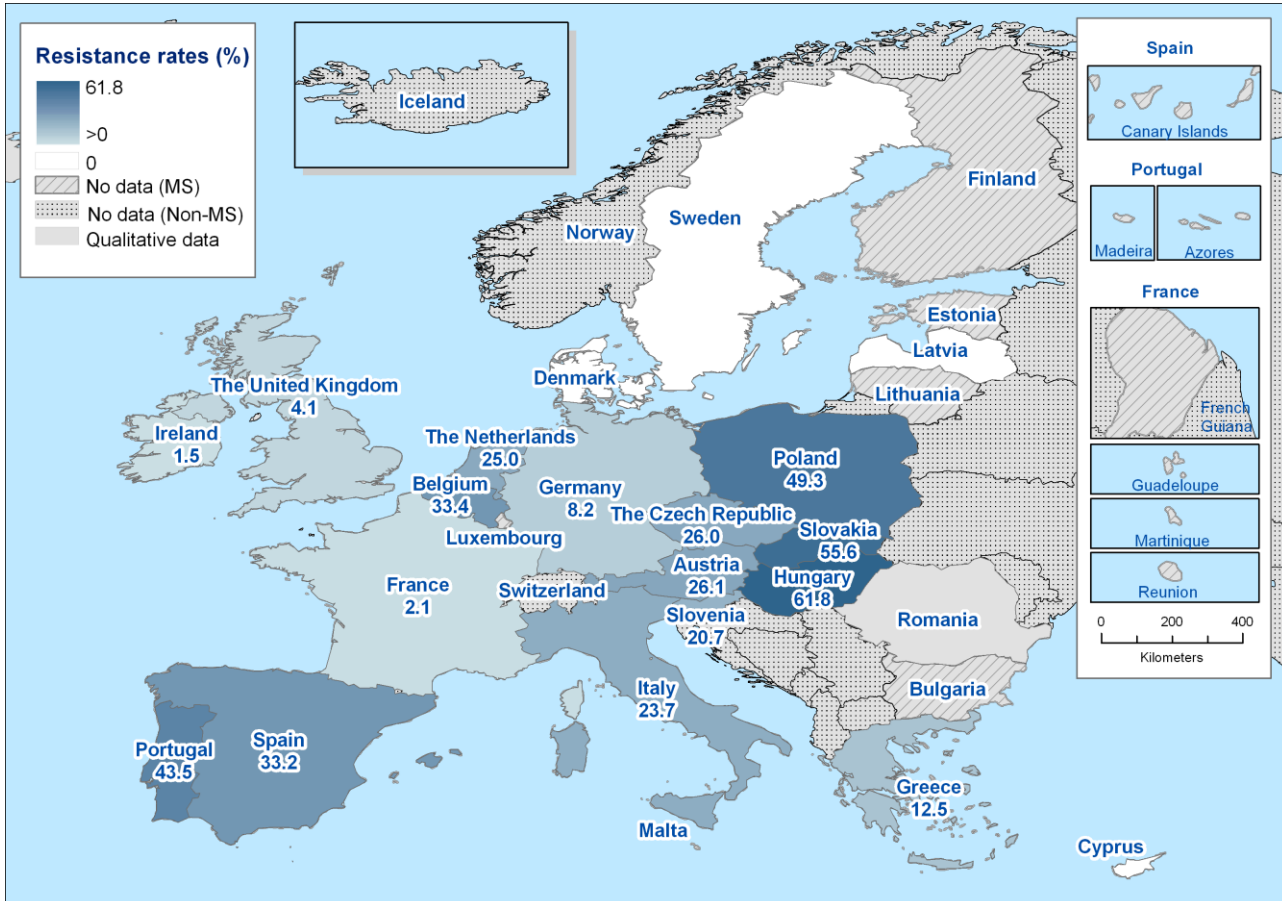 Resistance rates (%)
61.8
>0
0
No data (MS)
No data (Non-MS)
Qualitative data
Iceland
Norway
Sweden
Finland
Estonia
Latvia
Lithuania
Denmark
The United Kingdom
4.1
Ireland
1.5
The Netherlands
25.0
Belgium
33.4
Luxembourg
Germany
8.2
Poland
49.3
The Czech Republic
26.0
Slovakia
55.6
Austria
26.1
Hungary
61.8
France
2.1
Switzerland
Slovenia
20.7
Romania
Bulgaria
Italy
23.7
Portugal
43.5
Spain
33.2
Greece
12.5
Malta
Cyprus
Spain
Canary Islands
Portugal
Madeira
Azores
France
French
Guiana
Guadeloupe
Martinique
Reunion
0 200 400
Kilometers